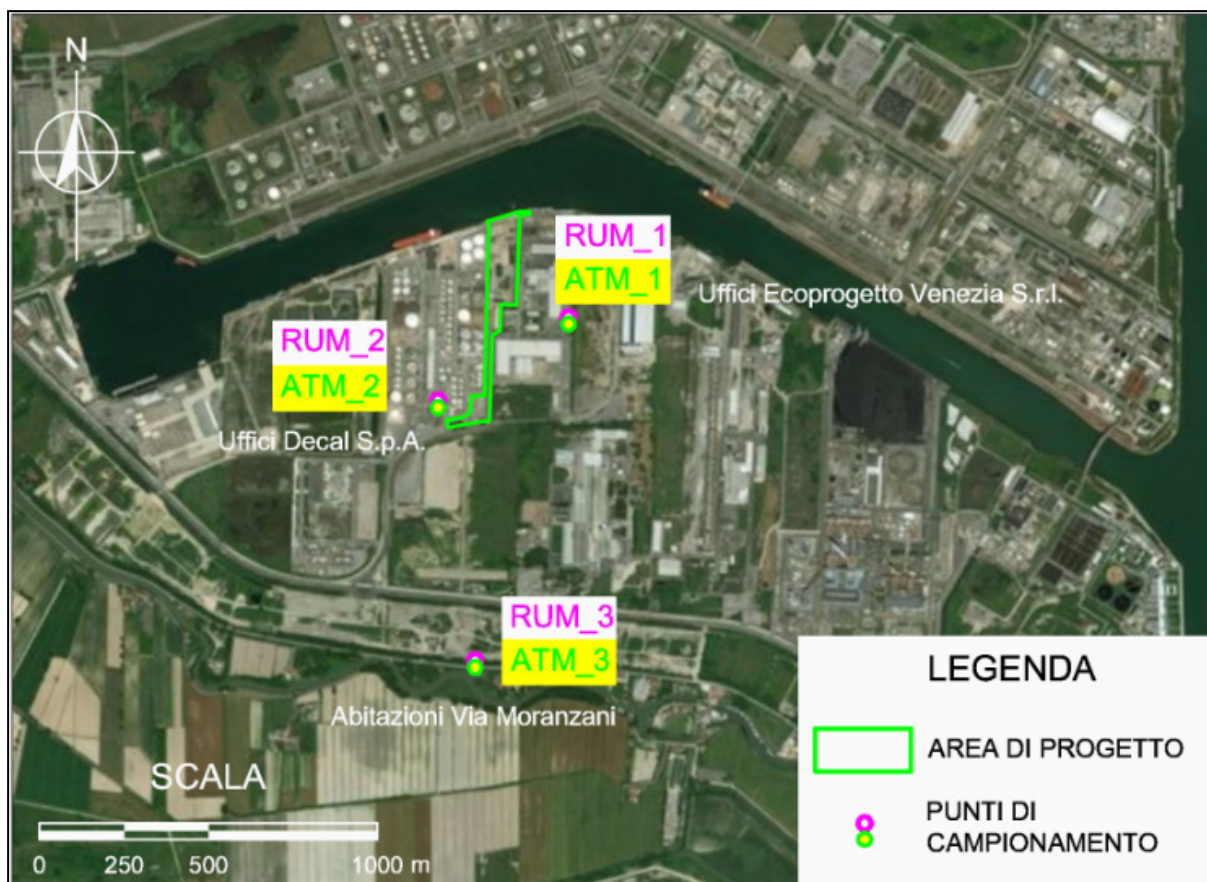 N
RUM_1
ATM_1
Uffici Ecoprogetto Venezia S.r.l.
RUM_2
ATM_2
Uffici Decal S.p.A.
RUM_3
ATM_3
Abitazioni Via Moranzani
SCALA
0 250 500 1000 m
LEGENDA
AREA DI PROGETTO
PUNTI DI
CAMPIONAMENTO